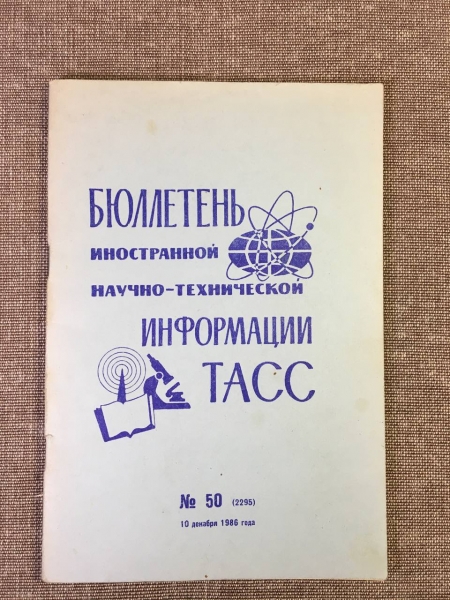 БЮЛЛЕТЕНЬ
ИНОСТРАННОЙ
НАУЧНО-ТЕХНИЧЕСКОЙ
ИНФОРМАЦИИ
ТАСС
№ 50 (2295)
10 декабря 1986 года